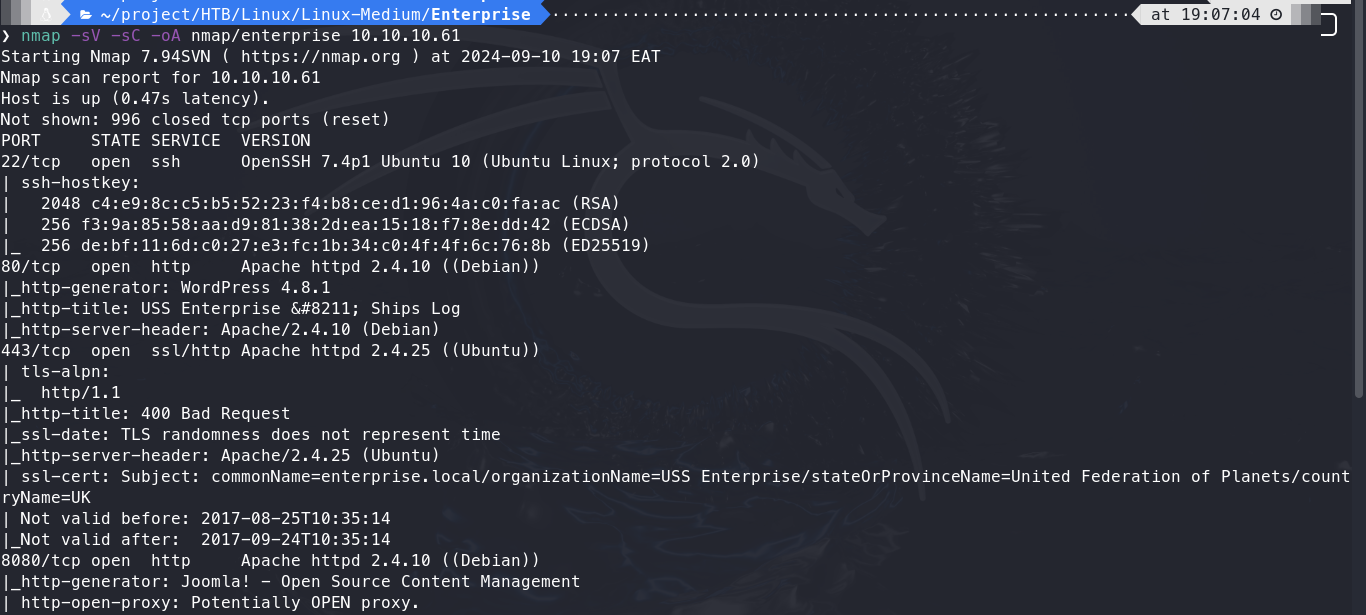 ~/project/HTB/Linux/Linux-Medium/Enterprise at 19:07:04
❯ nmap -sV -sC -oA nmap/enterprise 10.10.10.61
Starting Nmap 7.94SVN ( https://nmap.org ) at 2024-09-10 19:07 EAT
Nmap scan report for 10.10.10.61
Host is up (0.47s latency).
Not shown: 996 closed tcp ports (reset)
PORT     STATE SERVICE  VERSION
22/tcp   open  ssh      OpenSSH 7.4p1 Ubuntu 10 (Ubuntu Linux; protocol 2.0)
| ssh-hostkey:
|   2048 c4:e9:8c:c5:b5:52:23:f4:b8:ce:d1:96:4a:c0:fa:ac (RSA)
|   256 f3:9a:85:58:aa:d9:81:38:2d:ea:15:18:f7:8e:dd:42 (ECDSA)
|_  256 de:bf:11:6d:c0:27:e3:fc:1b:34:c0:4f:4f:6c:76:8b (ED25519)
80/tcp   open  http     Apache httpd 2.4.10 ((Debian))
|_http-generator: WordPress 4.8.1
|_http-title: USS Enterprise &#8211; Ships Log
|_http-server-header: Apache/2.4.10 (Debian)
443/tcp  open  ssl/http Apache httpd 2.4.25 ((Ubuntu))
| tls-alpn:
|_  http/1.1
|_http-title: 400 Bad Request
|_ssl-date: TLS randomness does not represent time
|_http-server-header: Apache/2.4.25 (Ubuntu)
| ssl-cert: Subject: commonName=enterprise.local/organizationName=USS Enterprise/stateOrProvinceName=United Federation of Planets/count
ryName=UK
| Not valid before: 2017-08-25T10:35:14
|_Not valid after:  2017-09-24T10:35:14
8080/tcp open  http     Apache httpd 2.4.10 ((Debian))
|_http-generator: Joomla! - Open Source Content Management
| http-open-proxy: Potentially OPEN proxy.